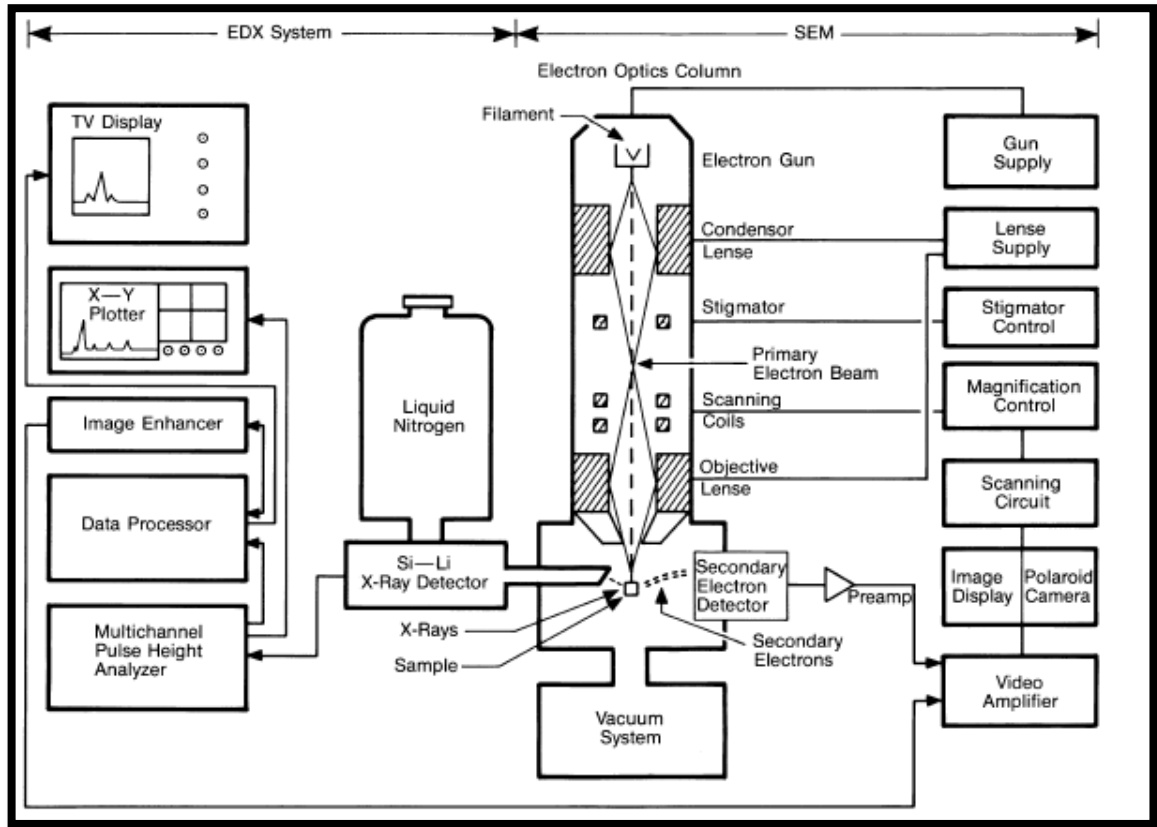 EDX System
SEM
Electron Optics Column
TV Display
Filament
Electron Gun
Gun
Supply
Condensor
Lense
Lense
Supply
X—Y
Plotter
Stigmator
Stigmator
Control
Primary
Electron Beam
Liquid
Nitrogen
Scanning
Coils
Magnification
Control
Image Enhancer
Data Processor
Objective
Lense
Scanning
Circuit
Si—Li
X-Ray Detector
Secondary
Electron
Detector
Preamp
Image
Display
Polaroid
Camera
Multichannel
Pulse Height
Analyzer
X-Rays
Sample
Secondary
Electrons
Vacuum
System
Video
Amplifier